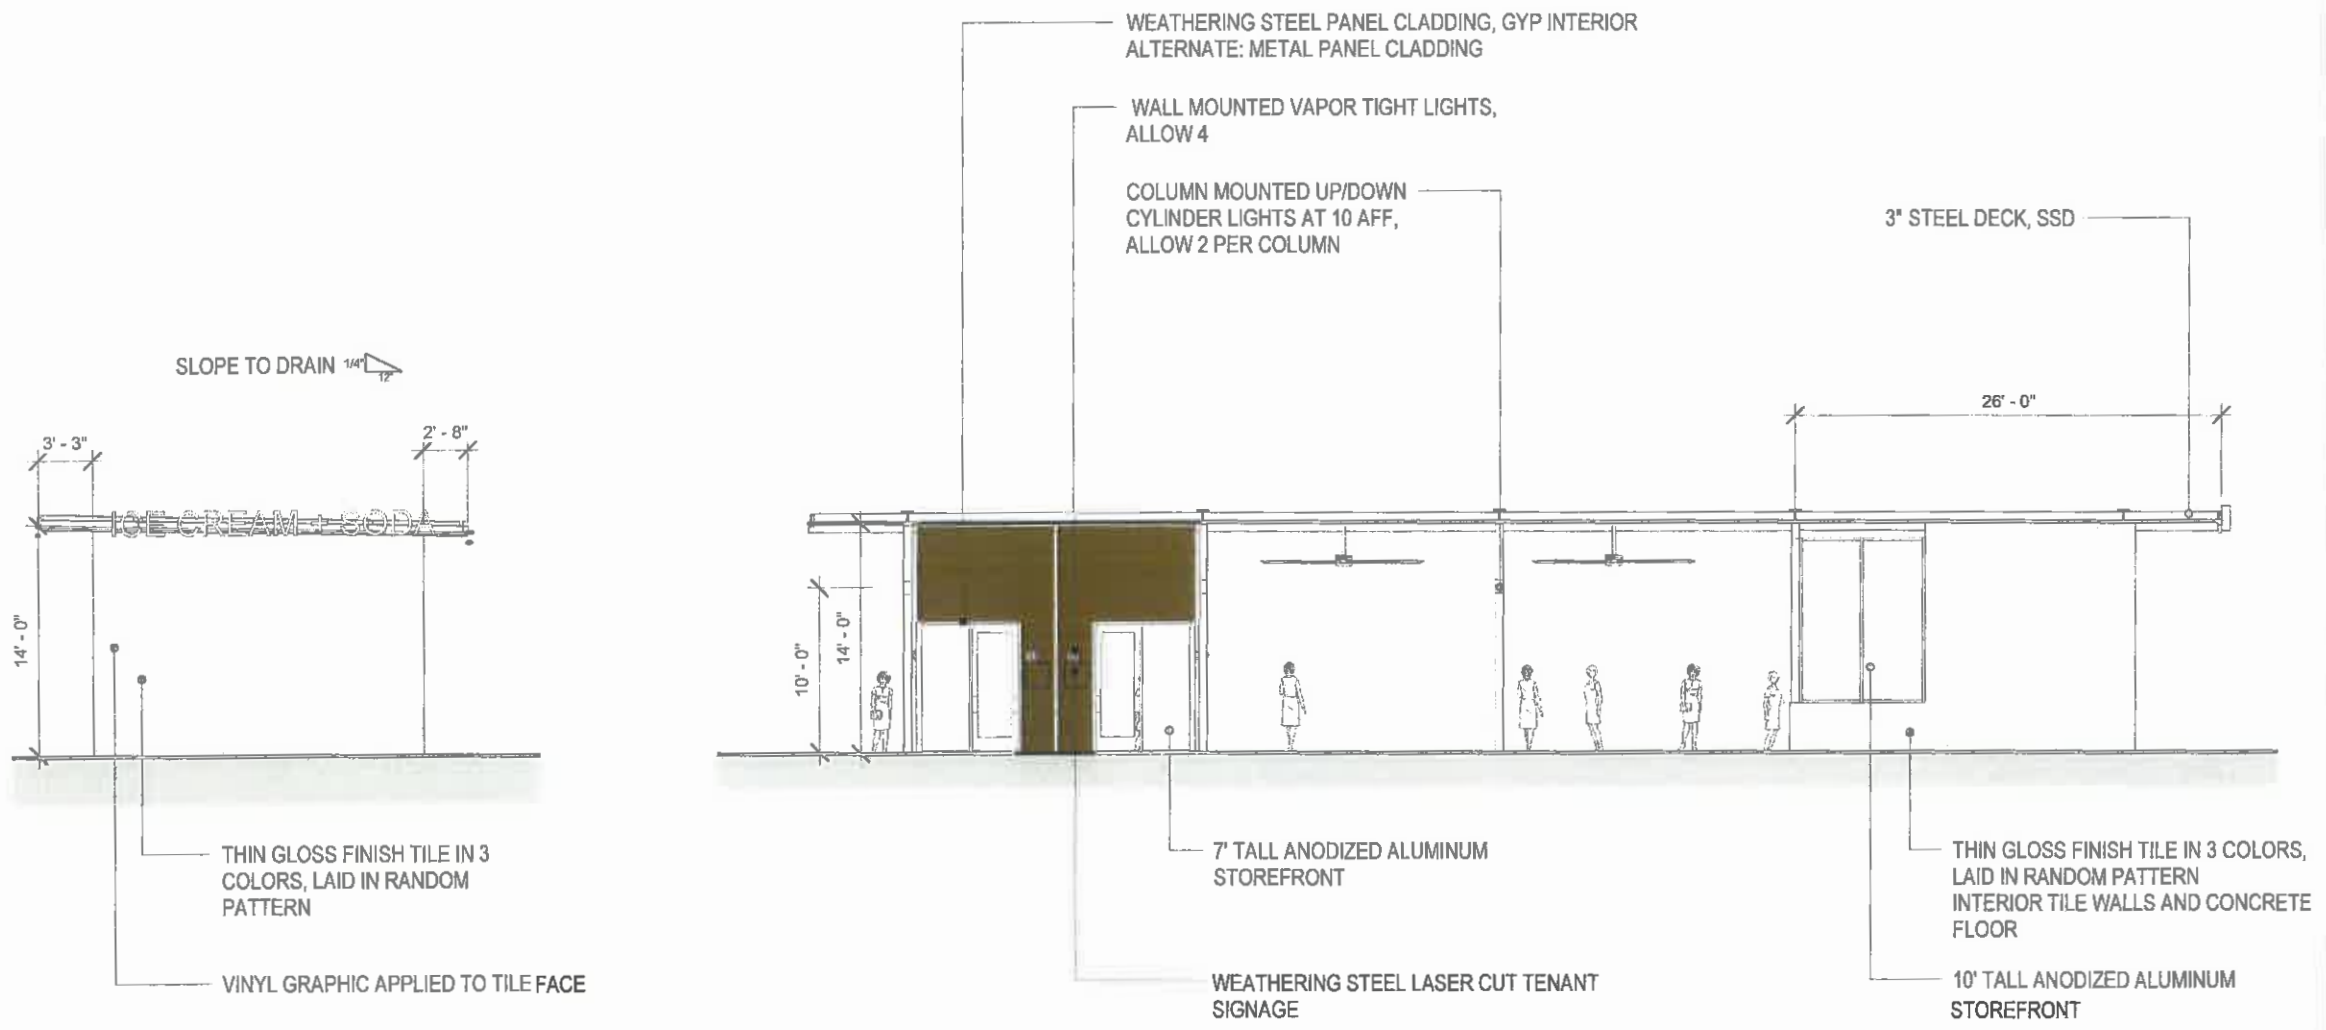 WEATHERING STEEL PANEL CLADDING, GYP INTERIOR
ALTERNATE: METAL PANEL CLADDING
WALL MOUNTED VAPOR TIGHT LIGHTS,
ALLOW 4
COLUMN MOUNTED UP/DOWN
CYLINDER LIGHTS AT 10 AFF,
ALLOW 2 PER COLUMN
3" STEEL DECK, SSD
SLOPE TO DRAIN 1/4"
12"
26' - 0"
3' - 3"
2' - 8"
ICE CREAM + SODA
14' - 0"
10' - 0"
14' - 0"
THIN GLOSS FINISH TILE IN 3
COLORS, LAID IN RANDOM
PATTERN
VINYL GRAPHIC APPLIED TO TILE FACE
7' TALL ANODIZED ALUMINUM
STOREFRONT
WEATHERING STEEL LASER CUT TENANT
SIGNAGE
THIN GLOSS FINISH TILE IN 3 COLORS,
LAID IN RANDOM PATTERN
INTERIOR TILE WALLS AND CONCRETE
FLOOR
10' TALL ANODIZED ALUMINUM
STOREFRONT